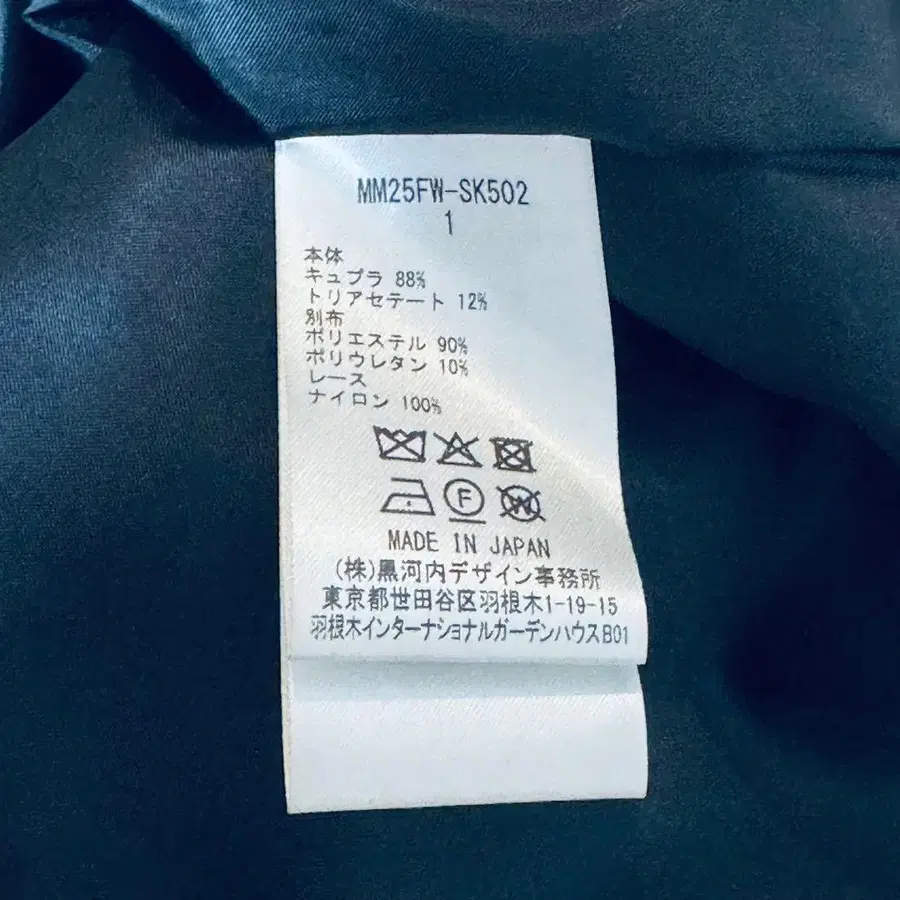 MM25FW-SK502
1
本体
キュプラ 88%
トリアセテート 12%
別布
ポリエステル 90%
ポリウレタン 10%
レース
ナイロン 100%
F
W
MADE IN JAPAN
(株)黒河内デザイン事務所
東京都世田谷区羽根木1-19-15
羽根木インターナショナルガーデンハウスB01